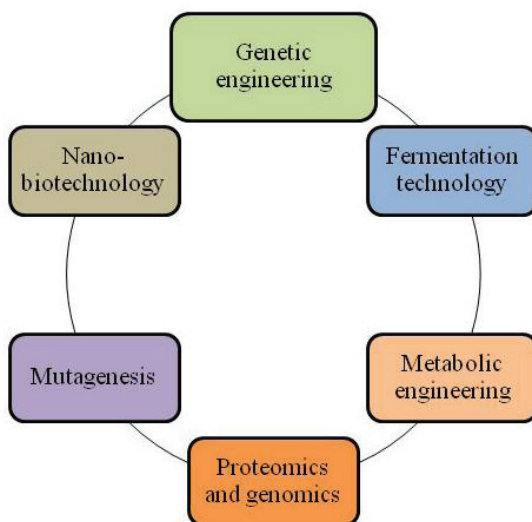 Genetic
engineering
Nano-
biotechnology
Fermentation
technology
Mutagenesis
Metabolic
engineering
Proteomics
and genomics